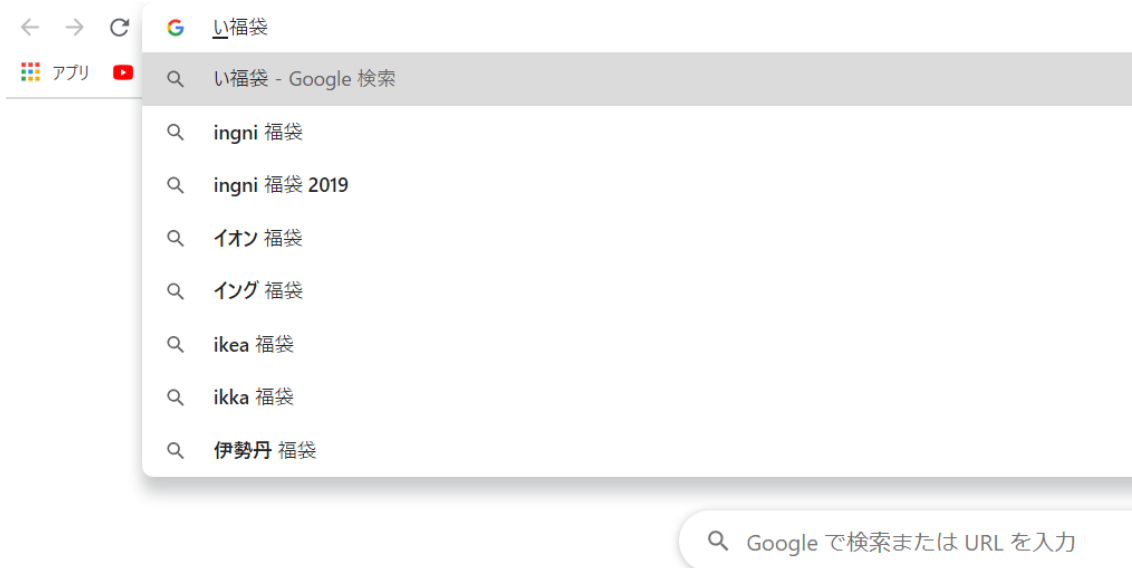 い福袋
アプリ
い福袋 - Google 検索
ingni 福袋
ingni 福袋 2019
イオン 福袋
イング 福袋
ikea 福袋
ikka 福袋
伊勢丹 福袋
Google で検索または URL を入力